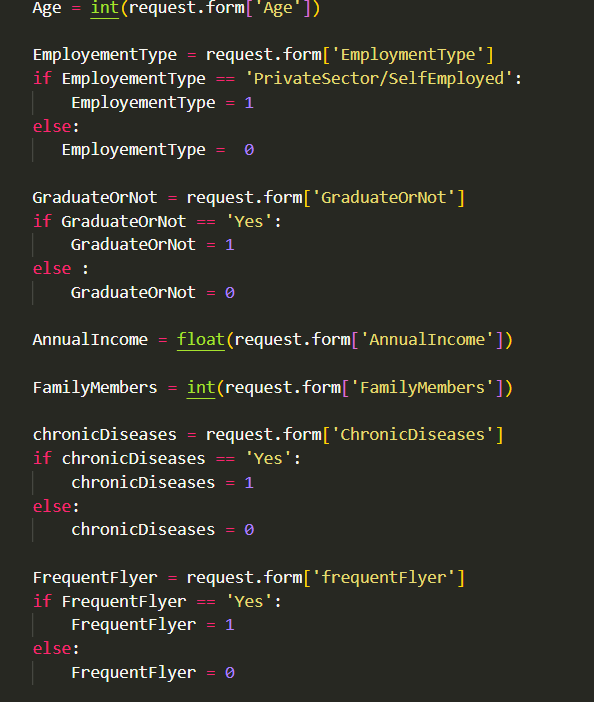 Age = int(request.form['Age'])
EmployementType = request.form['EmploymentType']
if EmployementType == 'PrivateSector/SelfEmployed':
EmployementType = 1
else:
EmployementType = 0
GraduateOrNot = request.form['GraduateOrNot']
if GraduateOrNot == 'Yes':
GraduateOrNot = 1
else :
GraduateOrNot = 0
AnnualIncome = float(request.form['AnnualIncome'])
FamilyMembers = int(request.form['FamilyMembers'])
chronicDiseases = request.form['ChronicDiseases']
if chronicDiseases == 'Yes':
chronicDiseases = 1
else:
chronicDiseases = 0
FrequentFlyer = request.form['frequentFlyer']
if FrequentFlyer == 'Yes':
FrequentFlyer = 1
else:
FrequentFlyer = 0